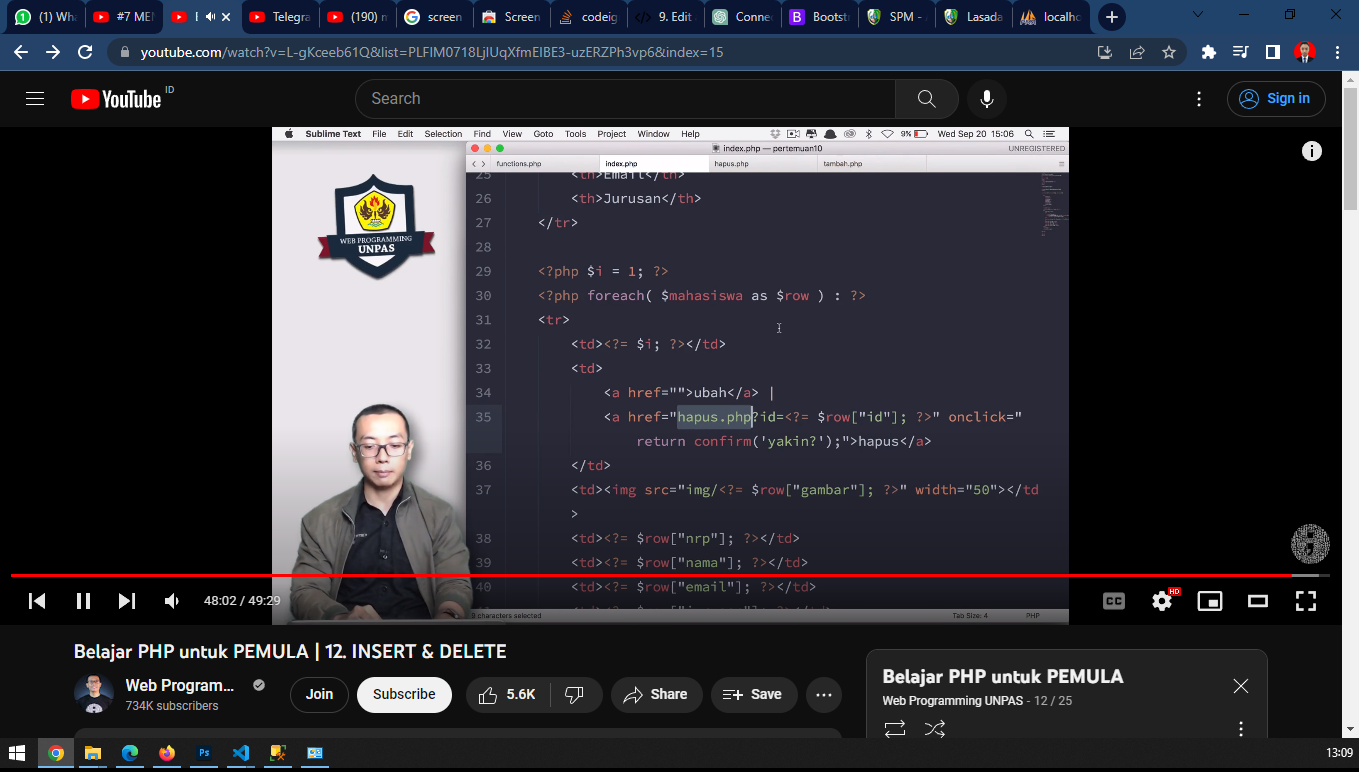 (1) Wha
#7 MEN
Telegra
(190) m
screen
Screen
codeig
9. Edit
Connec
Bootst
SPM -
Lasada
localho
youtube.com/watch?v=L-gKceeb61Q&list=PLFIM0718LjIUqXfmEIBE3-uzERZPh3vp6&index=15
YouTube ID
Search
Sign in
Sublime Text File Edit Selection Find View Goto Tools Project Window Help 9% Wed Sep 20 15:06
index.php — pertemuan10 UNREGISTERED
functions.php index.php hapus.php tambah.php
25 <th>Email</th>
26 <th>Jurusan</th>
27 </tr>
28
29 <?php $i = 1; ?>
30 <?php foreach( $mahasiswa as $row ) : ?>
31 <tr>
32 <td><?= $i; ?></td>
33 <td>
34 <a href="">ubah</a> |
35 <a href="hapus.php?id=<?= $row["id"]; ?>" onclick="
return confirm('yakin?');">hapus</a>
36 </td>
37 <td><img src="img/<?= $row["gambar"]; ?>" width="50"></td
>
38 <td><?= $row["nrp"]; ?></td>
39 <td><?= $row["nama"]; ?></td>
40 <td><?= $row["email"]; ?></td>
9 characters selected Tab Size: 4 PHP
WEB PROGRAMMING
UNPAS
48:02 / 49:29
CC
HD
Belajar PHP untuk PEMULA | 12. INSERT & DELETE
Web Program...
734K subscribers
Join
Subscribe
5.6K
Share
Save
Belajar PHP untuk PEMULA
Web Programming UNPAS - 12 / 25
Ps
13:09